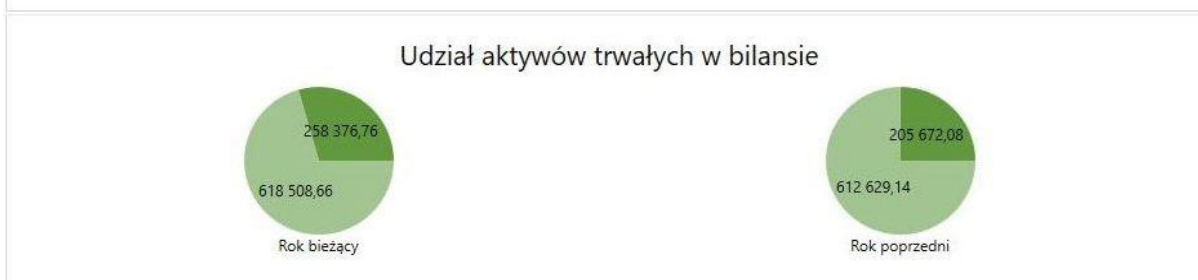 Udział aktywów trwałych w bilansie
258 376,76
618 508,66
Rok bieżący
205 672,08
612 629,14
Rok poprzedni